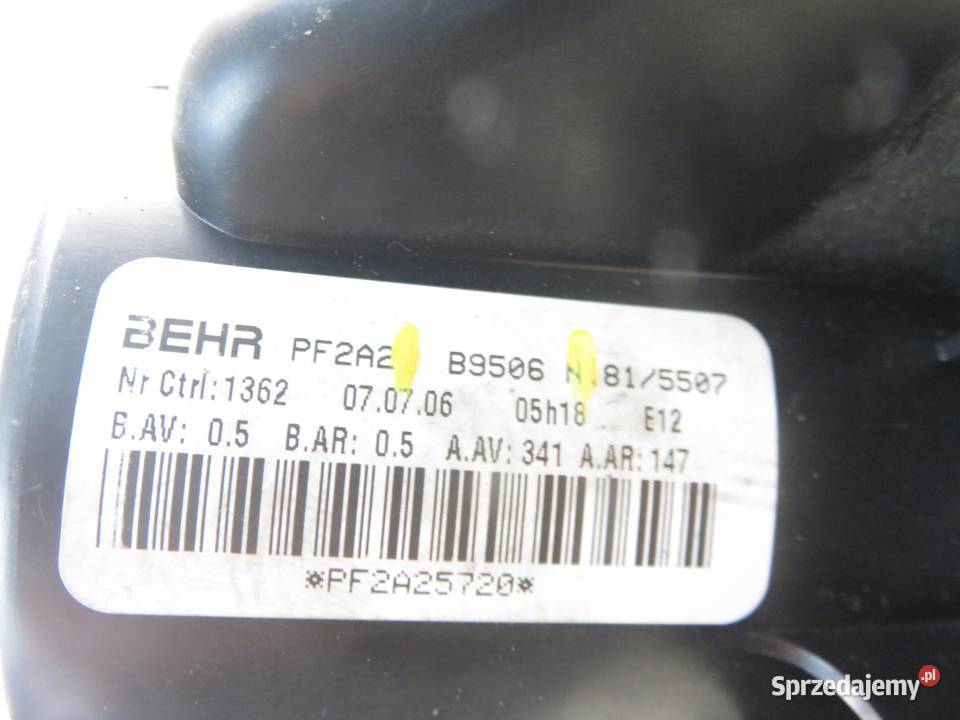 BEHR PF2A2 B9506 N.81/5507
Nr Ctrl:1362 07.07.06 05h18 E12
B.AV: 0.5 B.AR: 0.5 A.AV:341 A.AR:147
*PF2A25720*
Sprzedajemy.pl